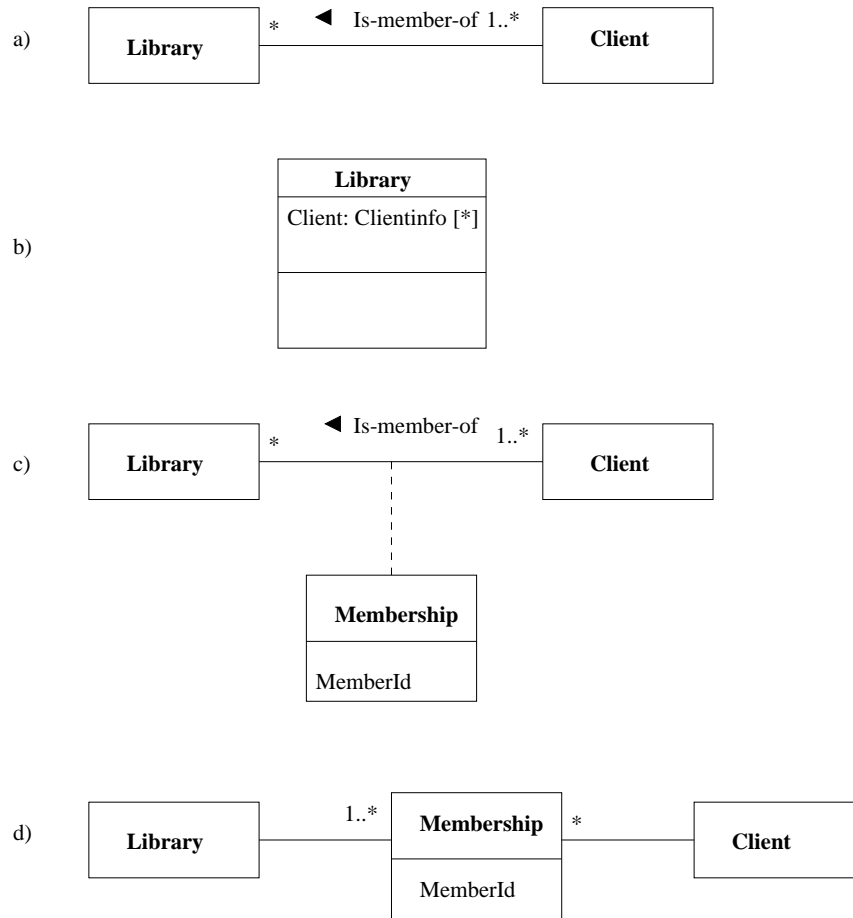 a)
Library
*
◀ Is-member-of 1..*
Client
b)
Library
Client: Clientinfo [*]
c)
Library
*
◀ Is-member-of
1..*
Client
Membership
MemberId
d)
Library
1..*
Membership
*
Client
MemberId